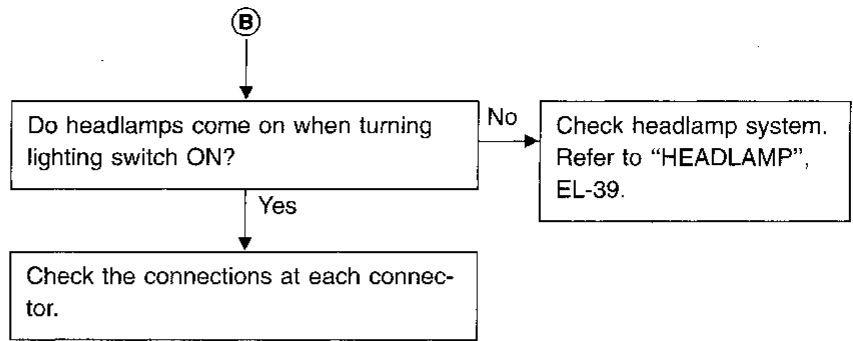 B
Do headlamps come on when turning
lighting switch ON?
No
Check headlamp system.
Refer to “HEADLAMP”,
EL-39.
Yes
Check the connections at each connec-
tor.